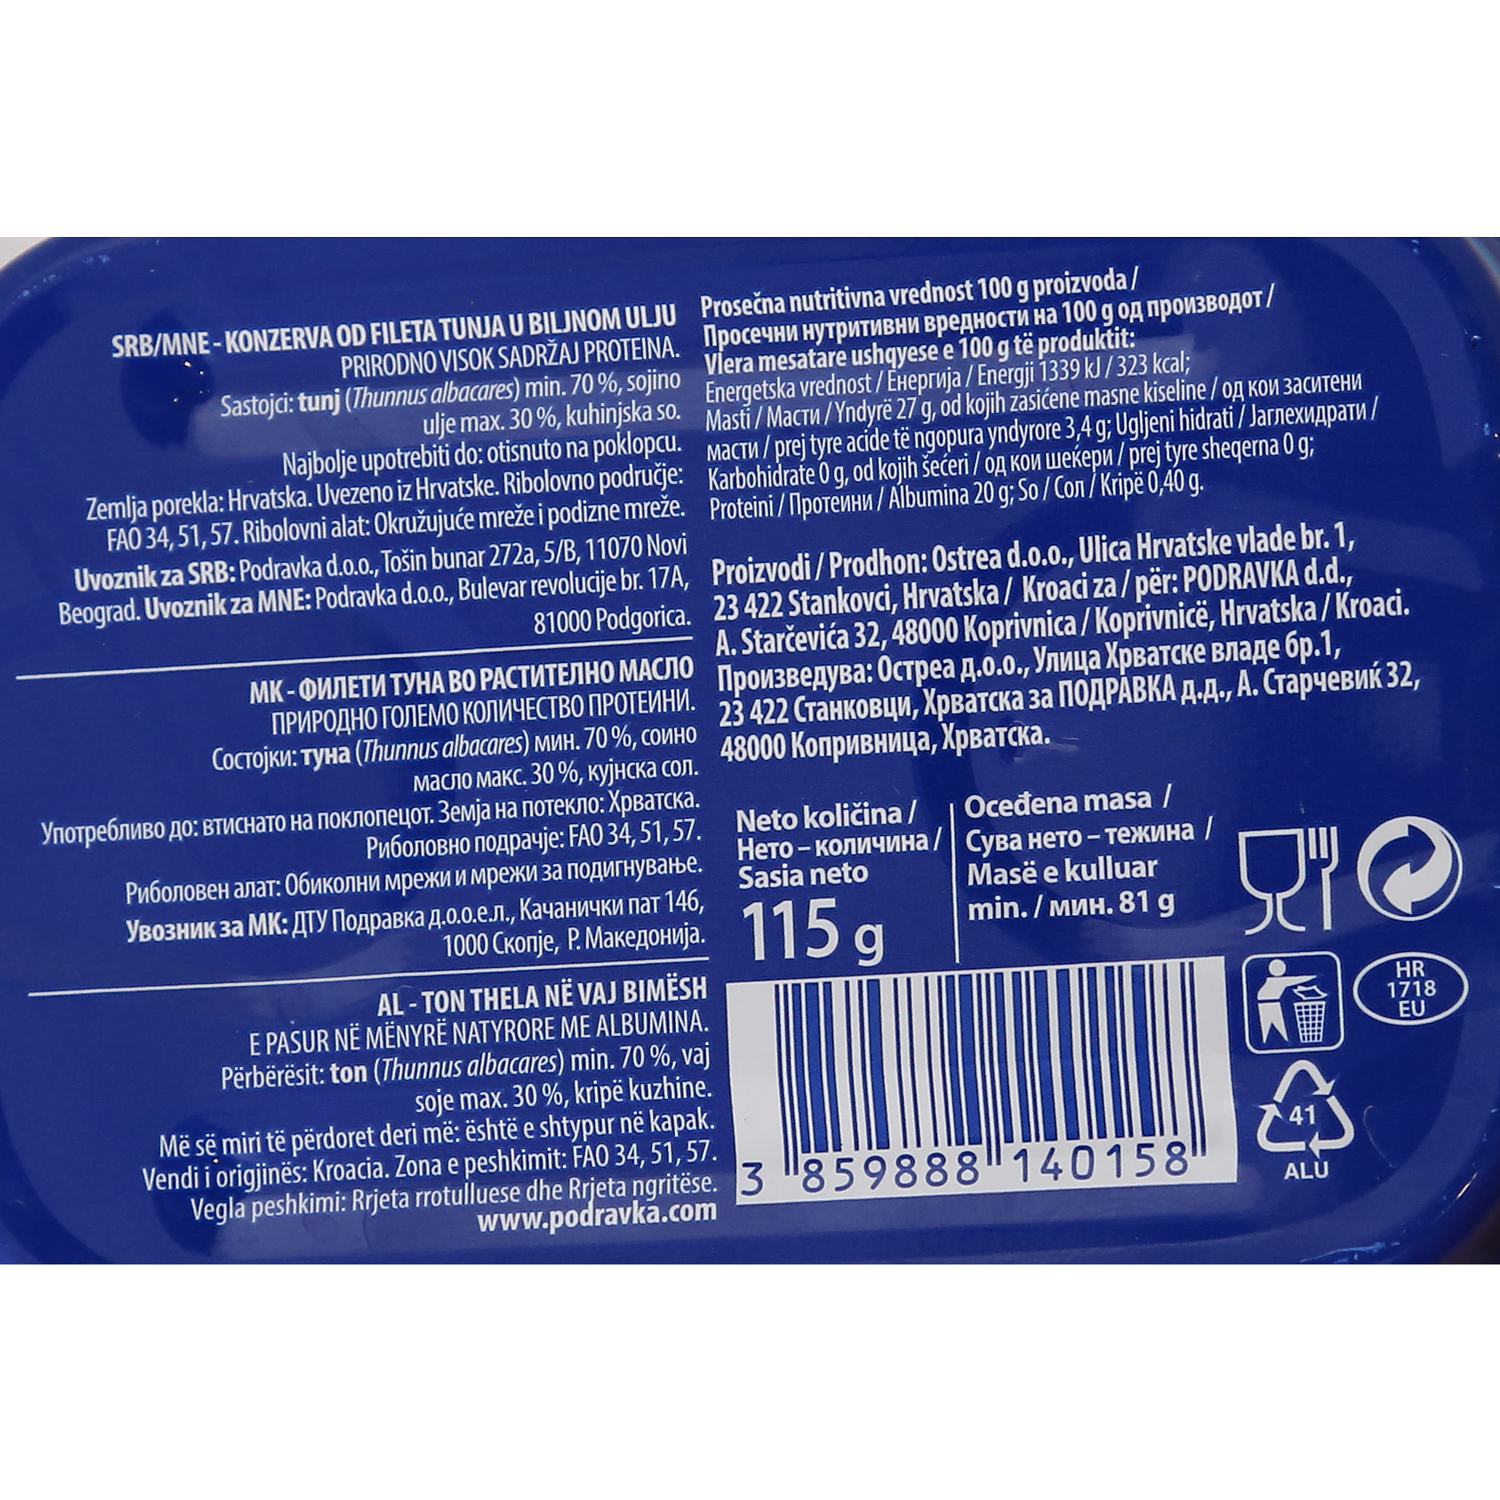 SRB/MNE - KONZERVA OD FILETA TUNJA U BILJNOM ULJU
PRIRODNO VISOK SADRŽAJ PROTEINA.
Sastojci: tunj (Thunnus albacares) min. 70 %, sojino
ulje max. 30 %, kuhinjska so.
Najbolje upotrebiti do: otisnuto na poklopcu.
Zemlja porekla: Hrvatska. Uvezeno iz Hrvatske. Ribolovno područje:
FAO 34, 51, 57. Ribolovni alat: Okružujuće mreže i podizne mreže.
Uvoznik za SRB: Podravka d.o.o., Tošin bunar 272a, 5/B, 11070 Novi
Beograd. Uvoznik za MNE: Podravka d.o.o., Bulevar revolucije br. 17A,
81000 Podgorica.
МК - ФИЛЕТИ ТУНА ВО РАСТИТЕЛНО МАСЛО
ПРИРОДНО ГОЛЕМО КОЛИЧЕСТВО ПРОТЕИНИ.
Состојки: туна (Thunnus albacares) мин. 70 %, соино
масло макс. 30 %, кујнска сол.
Употребливо до: втиснато на поклопецот. Земја на потекло: Хрватска.
Риболовно подрачје: FAO 34, 51, 57.
Риболовен алат: Обиколни мрежи и мрежи за подигнување.
Увозник за МК: ДТУ Подравка д.о.о.е.л., Качанички пат 146,
1000 Скопје, Р. Македонија.
AL - TON THELA NË VAJ BIMËSH
E PASUR NË MËNYRË NATYRORE ME ALBUMINA.
Përbërësit: ton (Thunnus albacares) min. 70 %, vaj
soje max. 30 %, kripë kuzhine.
Më së miri të përdoret deri më: është e shtypur në kapak.
Vendi i origjinës: Kroacia. Zona e peshkimit: FAO 34, 51, 57.
Vegla peshkimi: Rrjeta rrotulluese dhe Rrjeta ngritëse.
www.podravka.com
Prosečna nutritivna vrednost 100 g proizvoda /
Просечни нутритивни вредности на 100 g од производот /
Vlera mesatare ushqyese e 100 g të produktit:
Energetska vrednost / Енергија / Energji 1339 kJ / 323 kcal;
Masti / Масти / Yndyrë 27 g, od kojih zasićene masne kiseline / од кои заситени
масти / prej tyre acide të ngopura yndyrore 3,4 g; Ugljeni hidrati / Јаглехидрати /
Karbohidrate 0 g, od kojih šećeri / од кои шеќери / prej tyre sheqerna 0 g;
Proteini / Протеини / Albumina 20 g; So / Сол / Kripë 0,40 g.
Proizvodi / Prodhon: Ostrea d.o.o., Ulica Hrvatske vlade br. 1,
23 422 Stankovci, Hrvatska / Kroaci za / për: PODRAVKA d.d.,
A. Starčevića 32, 48000 Koprivnica / Koprivnicë, Hrvatska / Kroaci.
Произведува: Остреа д.о.о., Улица Хрватске владе бр.1,
23 422 Станковци, Хрватска за ПОДРАВКА д.д., А. Старчевиќ 32,
48000 Копривница, Хрватска.
Neto količina /
Нето – количина /
Sasia neto
115 g
Oceđena masa /
Сува нето – тежина /
Masë e kulluar
min. / мин. 81 g
HR
1718
EU
41
ALU
3 859888 140158